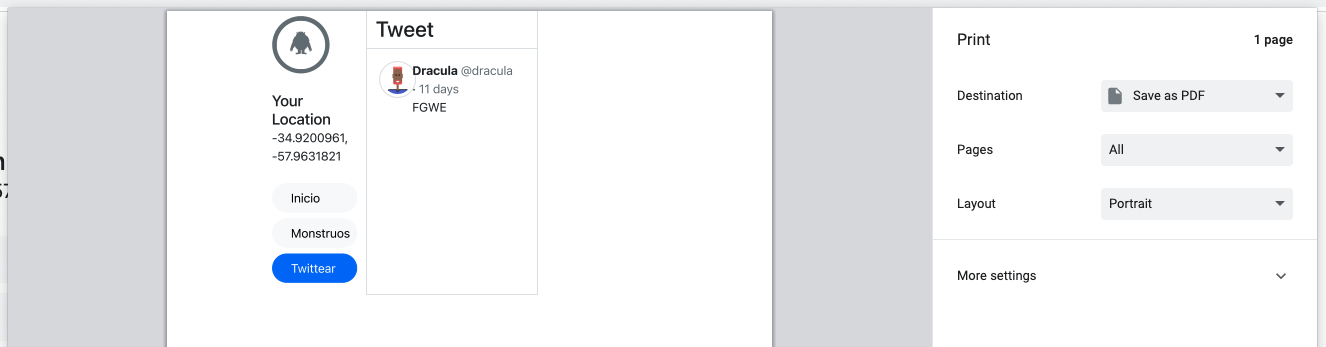 Tweet
Dracula @dracula
· 11 days
FGWE
Your
Location
-34.9200961,
-57.9631821
Inicio
Monstruos
Twittear
Print
1 page
Destination
Save as PDF
Pages
All
Layout
Portrait
More settings